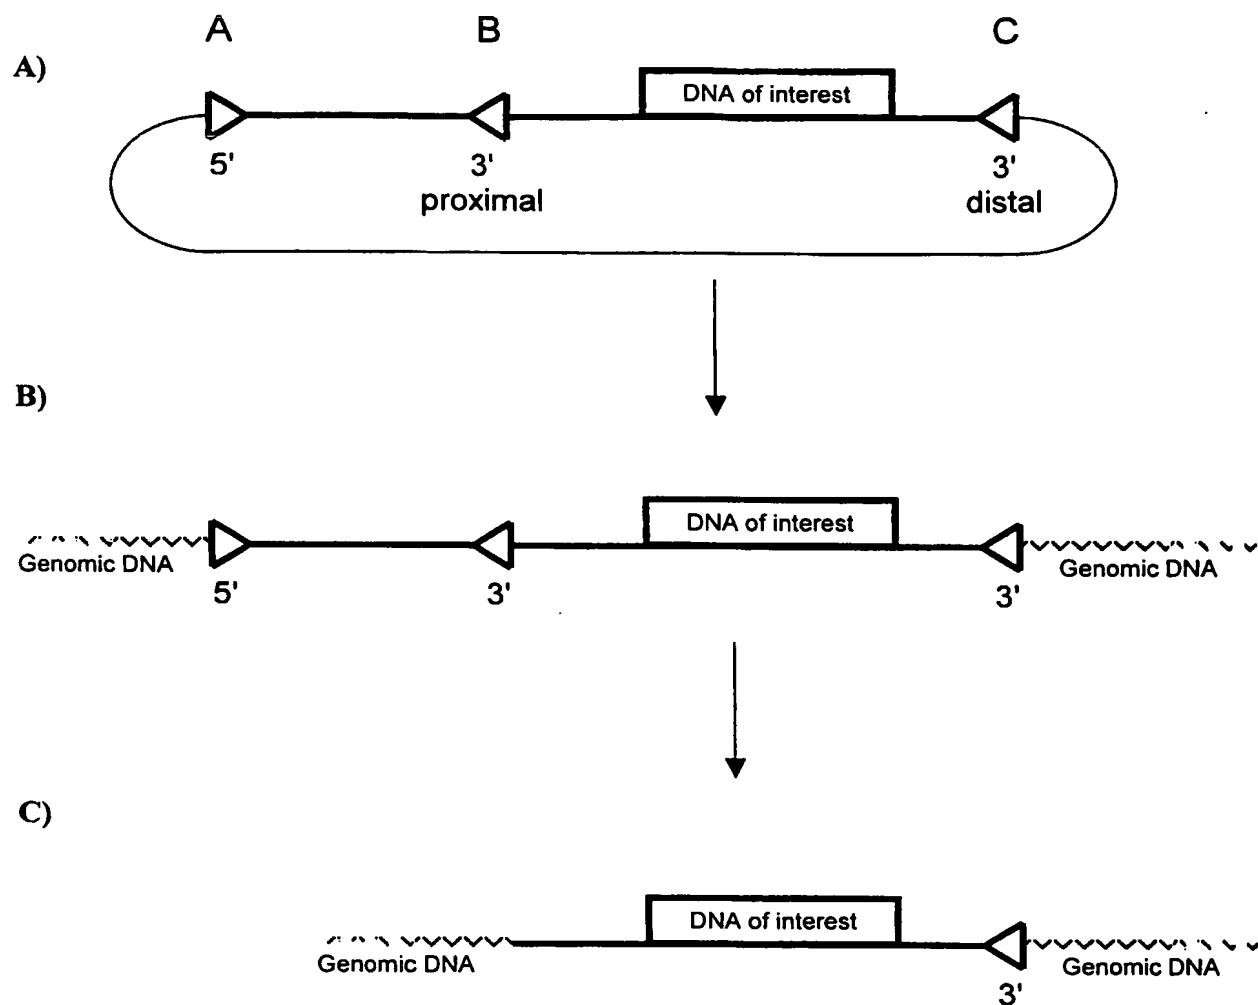 A B C
A)
DNA of interest
5' 3' 3'
proximal distal
B)
DNA of interest
Genomic DNA Genomic DNA
5' 3' 3'
C)
DNA of interest
Genomic DNA Genomic DNA
3'